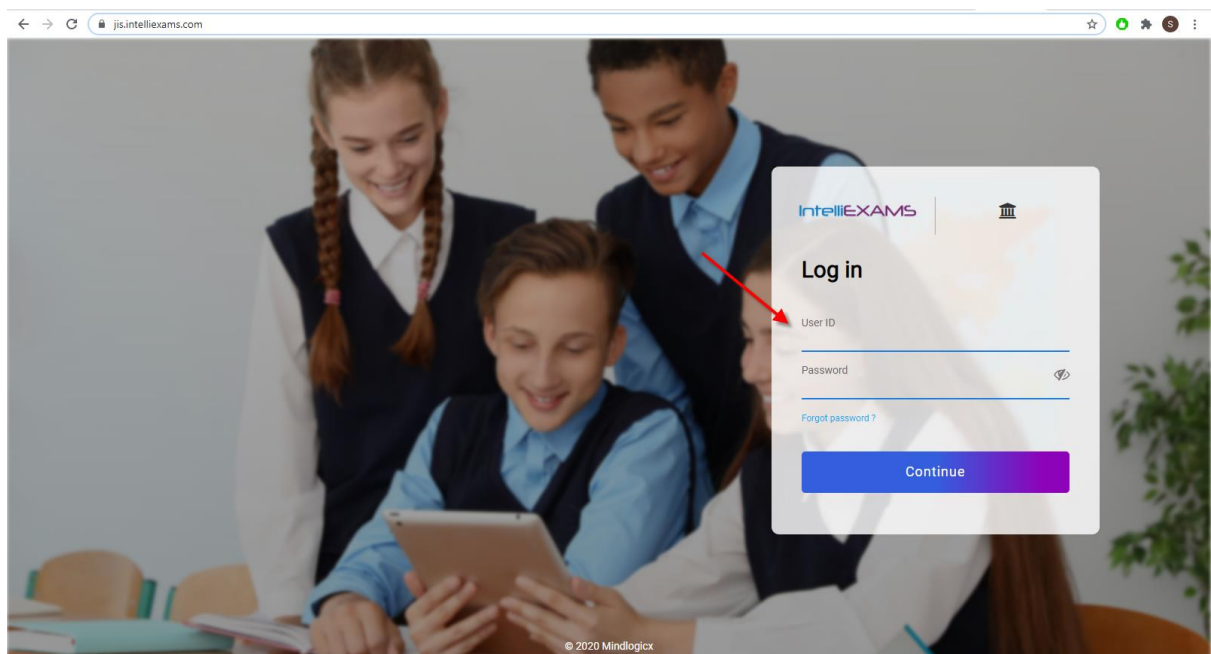 jis.intelliexams.com
S
IntelliEXAMS
Log in
User ID
Password
Forgot password ?
Continue
© 2020 Mindlogicx